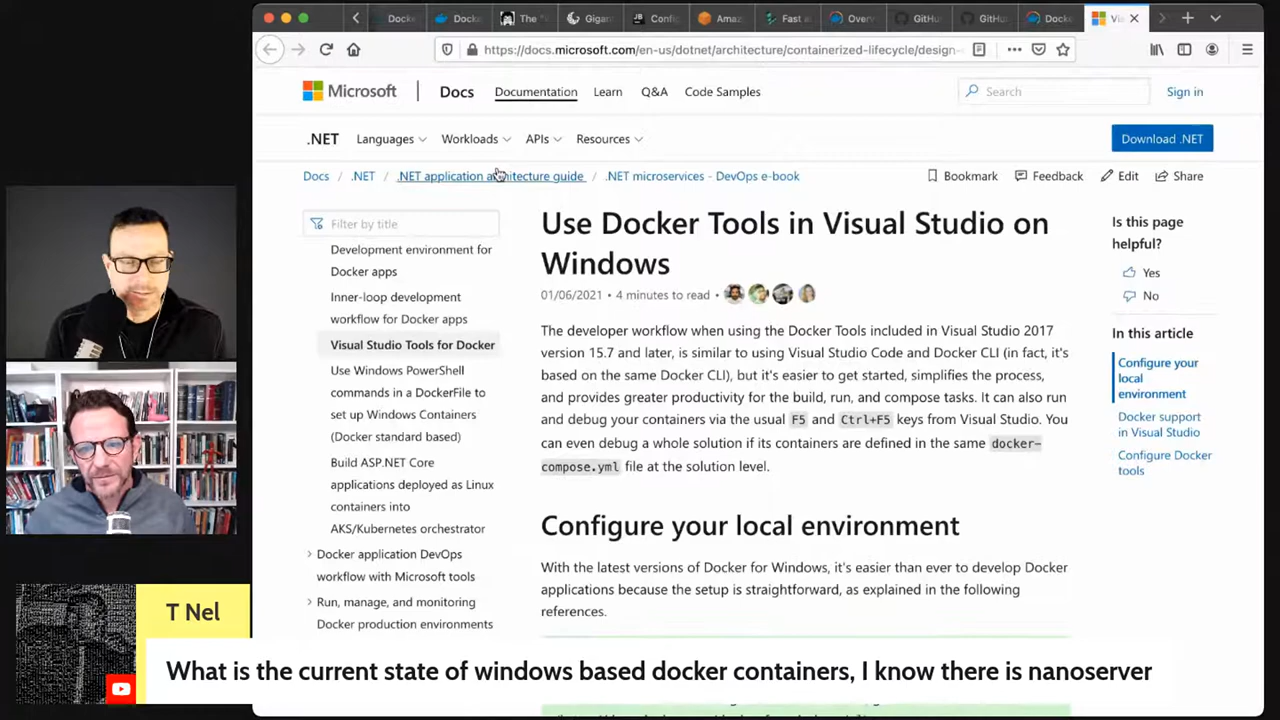 Docke
Docke
The "
Gigan
Config
Amaz
Fast a
Overv
GitHu
GitHu
Docke
Vi
https://docs.microsoft.com/en-us/dotnet/architecture/containerized-lifecycle/design-
Microsoft
Docs
Documentation
Learn
Q&A
Code Samples
Search
Sign in
.NET
Languages
Workloads
APIs
Resources
Download .NET
Docs / .NET / .NET application architecture guide / .NET microservices - DevOps e-book
Bookmark
Feedback
Edit
Share
Filter by title
Development environment for
Docker apps
Inner-loop development
workflow for Docker apps
Visual Studio Tools for Docker
Use Windows PowerShell
commands in a DockerFile to
set up Windows Containers
(Docker standard based)
Build ASP.NET Core
applications deployed as Linux
containers into
AKS/Kubernetes orchestrator
Docker application DevOps
workflow with Microsoft tools
Run, manage, and monitoring
Docker production environments
Use Docker Tools in Visual Studio on
Windows
01/06/2021 • 4 minutes to read •
The developer workflow when using the Docker Tools included in Visual Studio 2017
version 15.7 and later, is similar to using Visual Studio Code and Docker CLI (in fact, it's
based on the same Docker CLI), but it's easier to get started, simplifies the process,
and provides greater productivity for the build, run, and compose tasks. It can also run
and debug your containers via the usual F5 and Ctrl+F5 keys from Visual Studio. You
can even debug a whole solution if its containers are defined in the same docker-
compose.yml file at the solution level.
Configure your local environment
With the latest versions of Docker for Windows, it's easier than ever to develop Docker
applications because the setup is straightforward, as explained in the following
references.
Is this page
helpful?
Yes
No
In this article
Configure your
local
environment
Docker support
in Visual Studio
Configure Docker
tools
T Nel
What is the current state of windows based docker containers, I know there is nanoserver